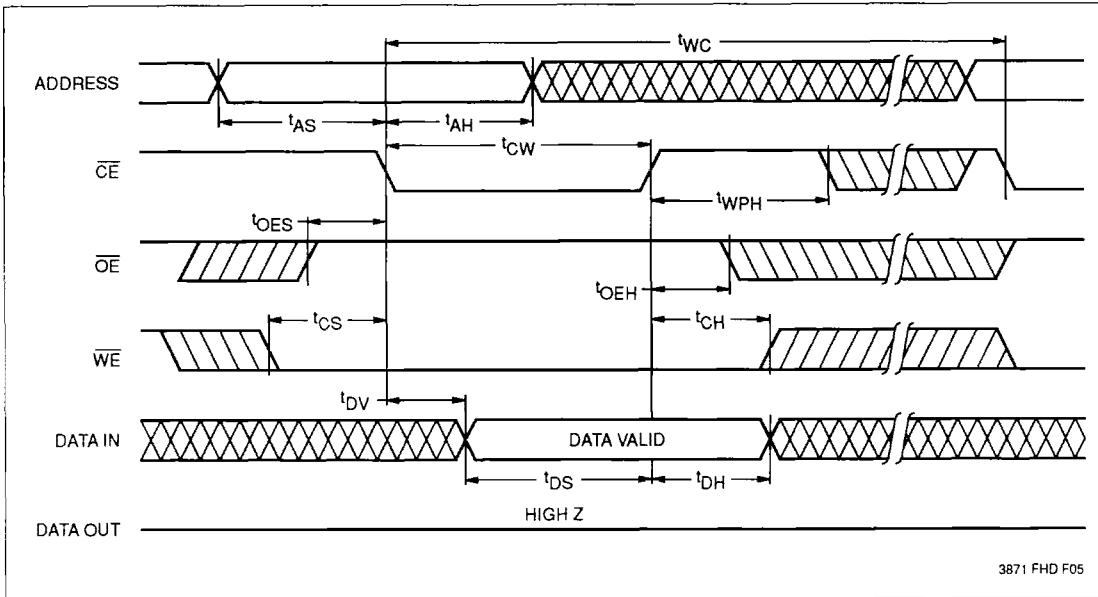 tWC
ADDRESS
tAS
tAH
tCW
CE
tWPH
tOES
OE
tOEH
tCS
tCH
WE
tDV
DATA IN
DATA VALID
tDS
tDH
HIGH Z
DATA OUT
3871 FHD F05